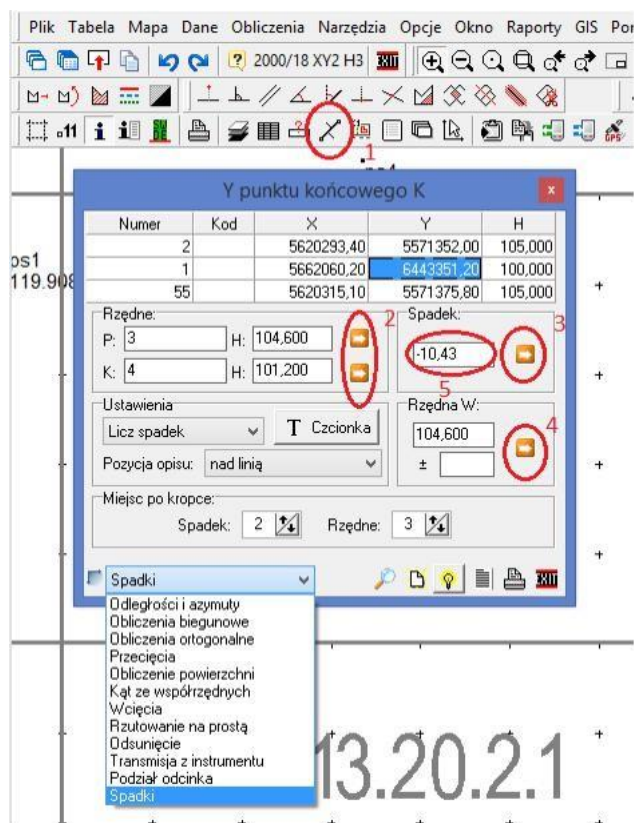 Plik Tabela Mapa Dane Obliczenia Narzędzia Opcje Okno Raporty GIS
2000/18 XY2 H3
11
1
ps1
119.908
Y punktu końcowego K
Numer Kod X Y H
2 5620293,40 5571352,00 105,000
1 5662060,20 6443351,20 100,000
55 5620315,10 5571375,80 105,000
Rzędne: 2 Spadek: 3
P: 3 H: 104,600
-10,43
K: 4 H: 101,200
5
Ustawienia Rzędna W: 4
Licz spadek T Czcionka 104,600
Pozycja opisu: nad linią ±
Miejsc po kropce:
Spadek: 2 Rzędne: 3
Spadki
Odległości i azymuty
Obliczenia biegunowe
Obliczenia ortogonalne
Przecięcia
Obliczenie powierzchni
Kąt ze współrzędnych
Wcięcia
Rzutowanie na prostą
Odsunięcie
Transmisja z instrumentu
Podział odcinka
Spadki
13.20.2.1